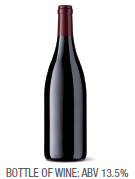 BOTTLE OF WINE: ABV 13.5%